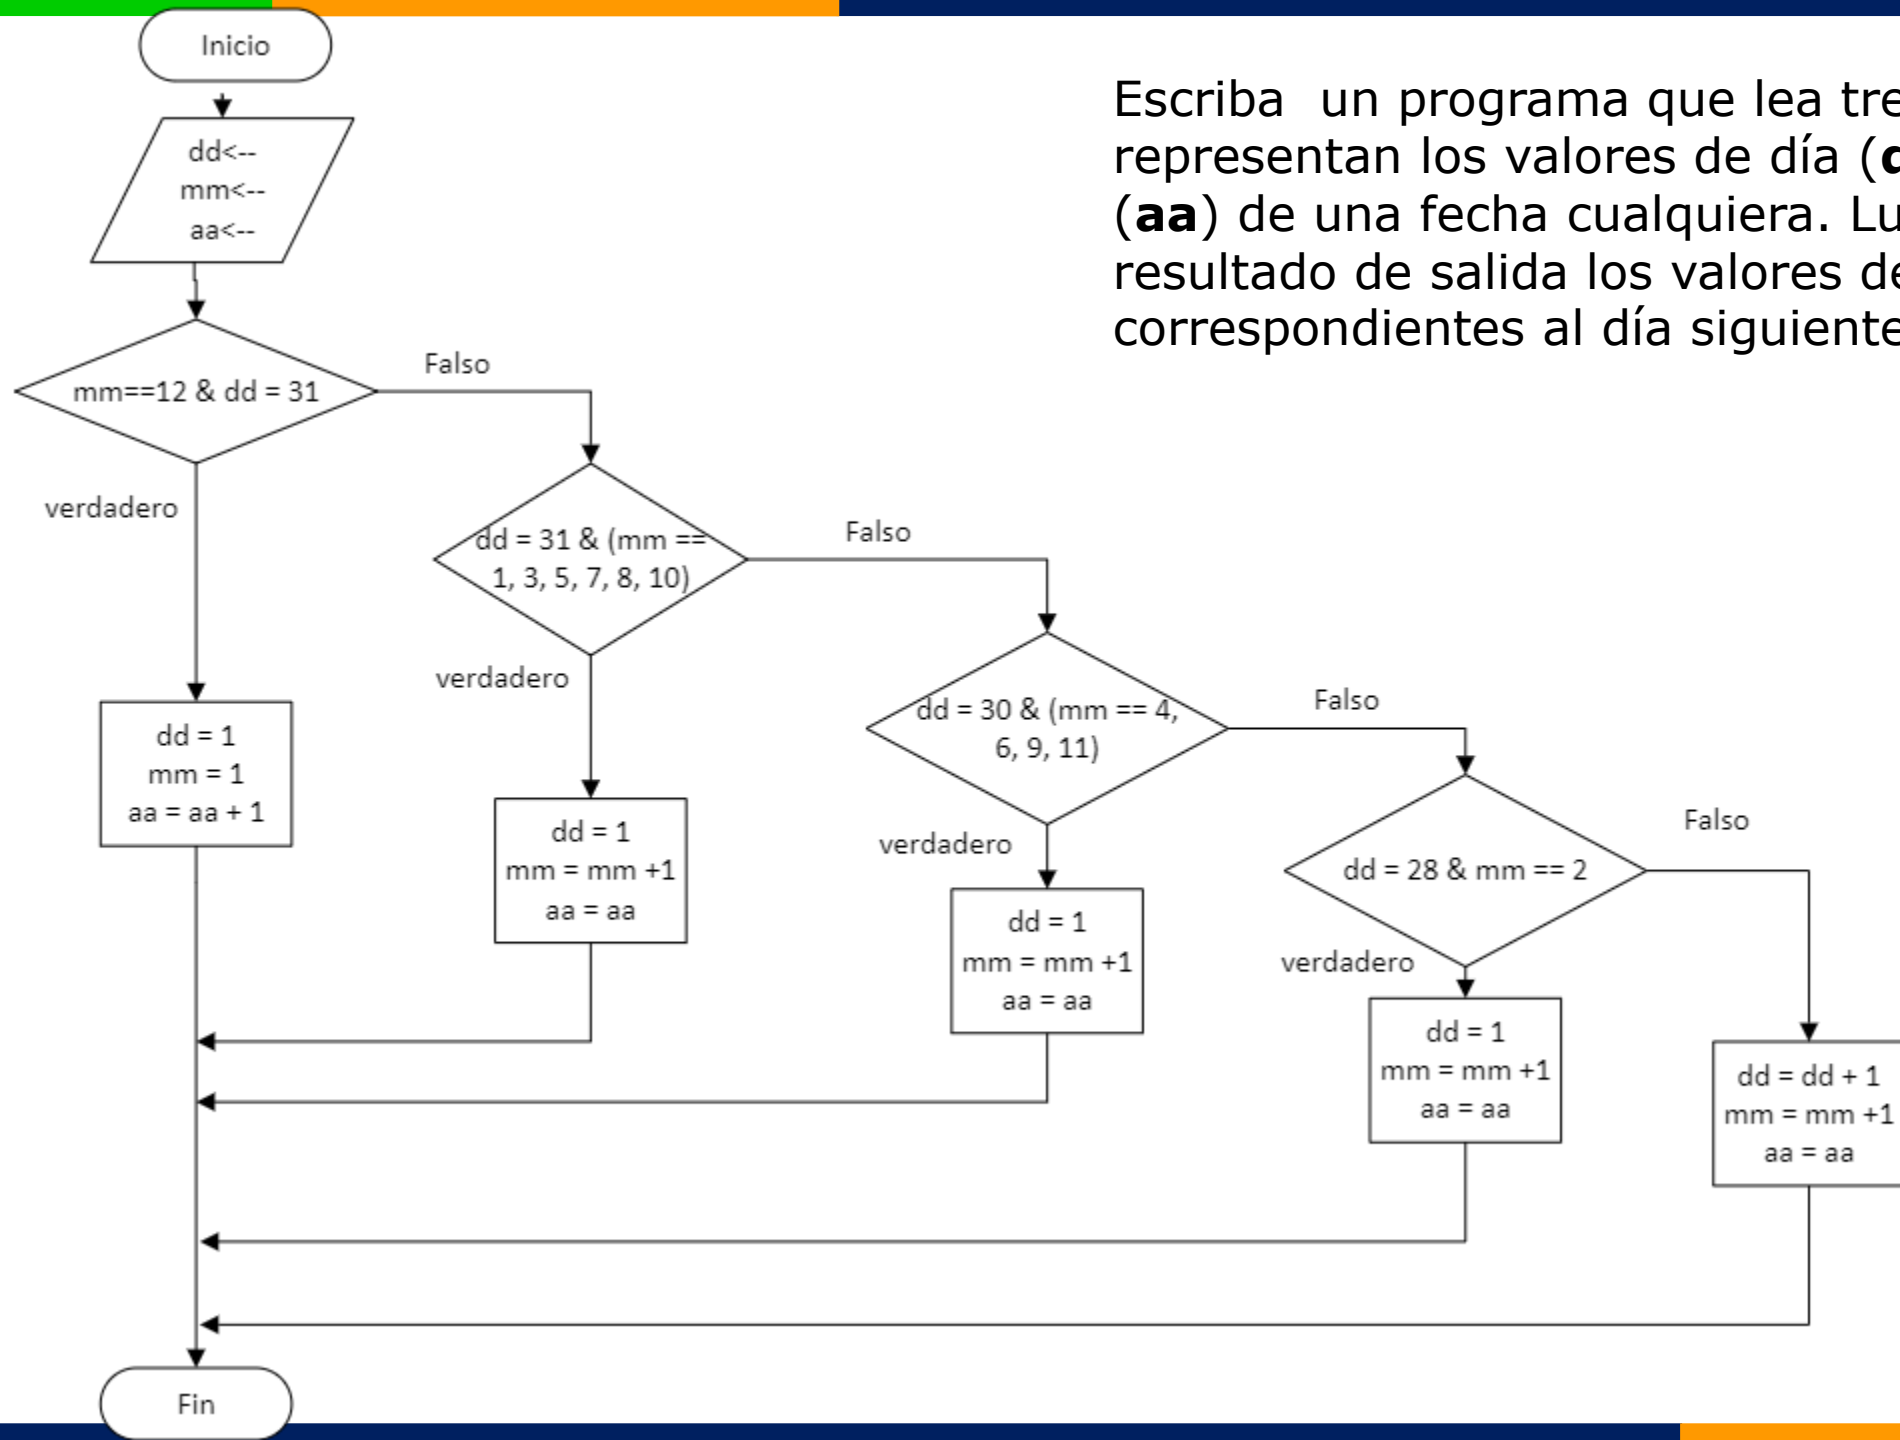 Inicio
dd<--
mm<--
aa<--
Escriba un programa que lea
representan los valores de día (
(aa) de una fecha cualquiera.
resultado de salida los valores
correspondientes al día siguiente
mm==12 & dd = 31
Falso
verdadero
dd = 31 & (mm ==
1, 3, 5, 7, 8, 10)
Falso
verdadero
dd = 30 & (mm == 4,
6, 9, 11)
Falso
verdadero
dd = 28 & mm == 2
Falso
verdadero
dd = 1
mm = 1
aa = aa + 1
dd = 1
mm = mm +1
aa = aa
dd = 1
mm = mm +1
aa = aa
dd = 1
mm = mm +1
aa = aa
dd = dd + 1
mm = mm +1
aa = aa
Fin